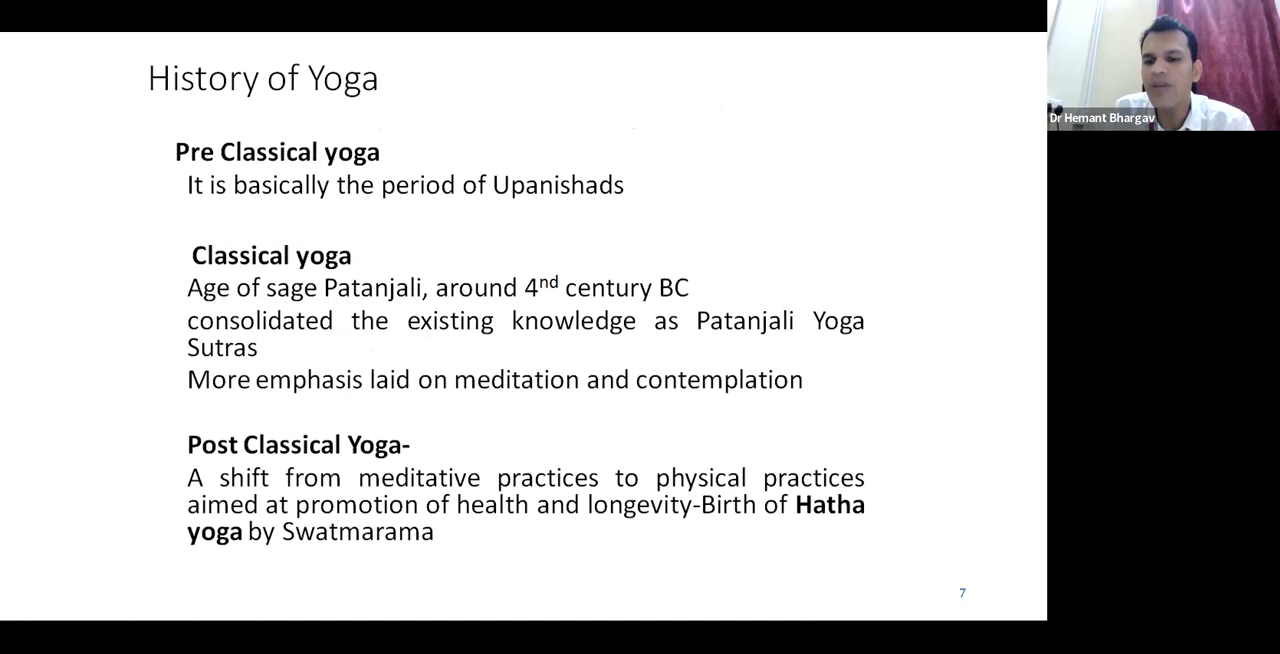 History of Yoga
Dr Hemant Bhargav
Pre Classical yoga
It is basically the period of Upanishads
Classical yoga
Age of sage Patanjali, around 4nd century BC
consolidated the existing knowledge as Patanjali Yoga
Sutras
More emphasis laid on meditation and contemplation
Post Classical Yoga-
A shift from meditative practices to physical practices
aimed at promotion of health and longevity-Birth of Hatha
yoga by Swatmarama
7